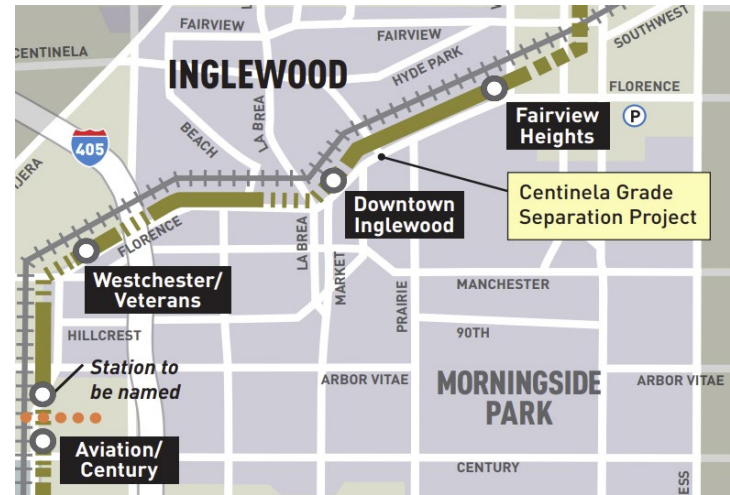 FAIRVIEW
FAIRVIEW
SOUTHWEST
CENTINELA
INGLEWOOD
HYDE PARK
FLORENCE
LA BREA
BEACH
405
Fairview
Heights
P
Centinela Grade
Separation Project
Downtown
Inglewood
FLORENCE
LA BREA
MARKET
PRAIRIE
Westchester/
Veterans
MANCHESTER
HILLCREST
90TH
Station to
be named
ARBOR VITAE
MORNINGSIDE
PARK
ARBOR VITAE
Aviation/
Century
CENTURY